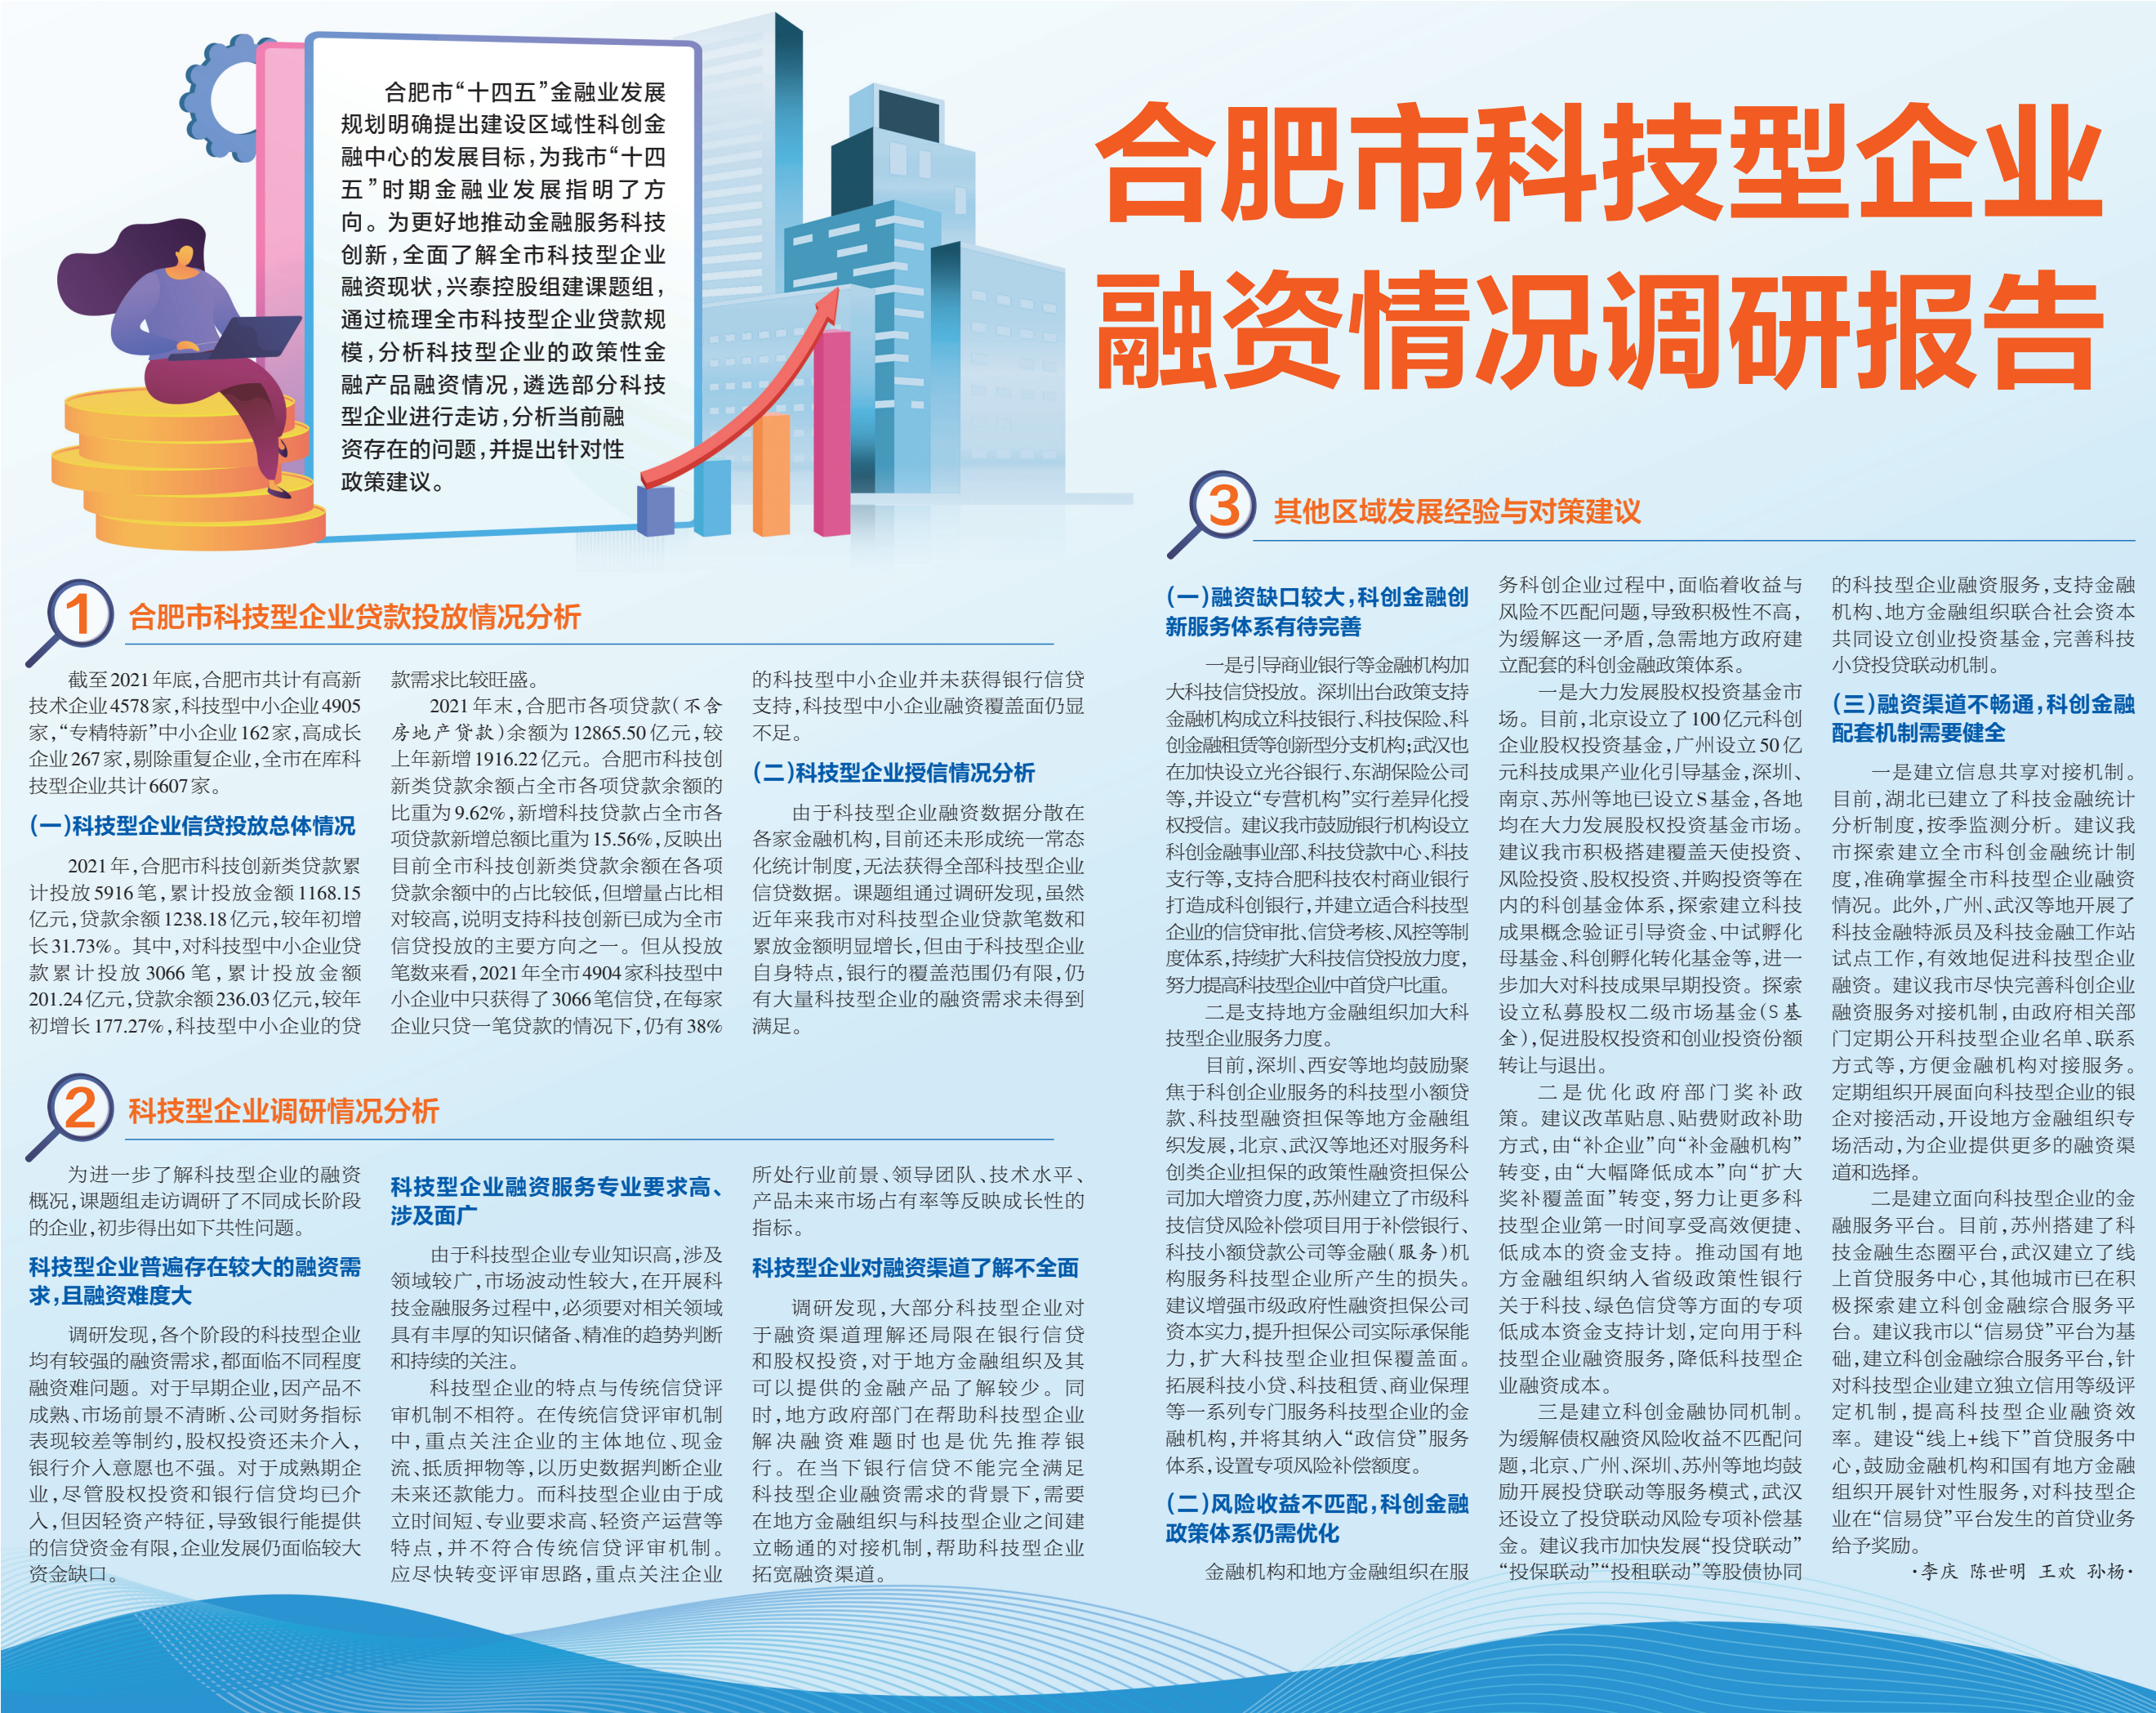 合肥市科技型企业
融资情况调研报告
合肥市“十四五”金融业发展
规划明确提出建设区域性科创金
融中心的发展目标,为我市“十四
五”时期金融业发展指明了方
向。为更好地推动金融服务科技
创新,全面了解全市科技型企业
融资现状,兴泰控股组建课题组,
通过梳理全市科技型企业贷款规
模,分析科技型企业的政策性金
融产品融资情况,遴选部分科技
型企业进行走访,分析当前融
资存在的问题,并提出针对性
政策建议。
1 合肥市科技型企业贷款投放情况分析
截至2021年底,合肥市共计有高新
技术企业4578家,科技型中小企业4905
家,“专精特新”中小企业162家,高成长
企业267家,剔除重复企业,全市在库科
技型企业共计6607家。
(一)科技型企业信贷投放总体情况
2021年,合肥市科技创新类贷款累
计投放5916笔,累计投放金额1168.15
亿元,贷款余额1238.18亿元,较年初增
长31.73%。其中,对科技型中小企业贷
款累计投放3066笔,累计投放金额
201.24亿元,贷款余额236.03亿元,较年
初增长177.27%,科技型中小企业的贷
款需求比较旺盛。
2021年末,合肥市各项贷款(不含
房地产贷款)余额为12865.50亿元,较
上年新增1916.22亿元。合肥市科技创
新类贷款余额占全市各项贷款余额的
比重为9.62%,新增科技贷款占全市各
项贷款新增总额比重为15.56%,反映出
目前全市科技创新类贷款余额在各项
贷款余额中的占比较低,但增量占比相
对较高,说明支持科技创新已成为全市
信贷投放的主要方向之一。但从投放
笔数来看,2021年全市4904家科技型中
小企业中只获得了3066笔信贷,在每家
企业只贷一笔贷款的情况下,仍有38%
的科技型中小企业并未获得银行信贷
支持,科技型中小企业融资覆盖面仍显
不足。
(二)科技型企业授信情况分析
由于科技型企业融资数据分散在
各家金融机构,目前还未形成统一常态
化统计制度,无法获得全部科技型企业
信贷数据。课题组通过调研发现,虽然
近年来我市对科技型企业贷款笔数和
累放金额明显增长,但由于科技型企业
自身特点,银行的覆盖范围仍有限,仍
有大量科技型企业的融资需求未得到
满足。
2 科技型企业调研情况分析
为进一步了解科技型企业的融资
概况,课题组走访调研了不同成长阶段
的企业,初步得出如下共性问题。
科技型企业普遍存在较大的融资需
求,且融资难度大
调研发现,各个阶段的科技型企业
均有较强的融资需求,都面临不同程度
融资难问题。对于早期企业,因产品不
成熟、市场前景不清晰、公司财务指标
表现较差等制约,股权投资还未介入,
银行介入意愿也不强。对于成熟期企
业,尽管股权投资和银行信贷均已介
入,但因轻资产特征,导致银行能提供
的信贷资金有限,企业发展仍面临较大
资金缺口。
科技型企业融资服务专业要求高、
涉及面广
由于科技型企业专业知识高,涉及
领域较广,市场波动性较大,在开展科
技金融服务过程中,必须要对相关领域
具有丰厚的知识储备、精准的趋势判断
和持续的关注。
科技型企业的特点与传统信贷评
审机制不相符。在传统信贷评审机制
中,重点关注企业的主体地位、现金
流、抵质押物等,以历史数据判断企业
未来还款能力。而科技型企业由于成
立时间短、专业要求高、轻资产运营等
特点,并不符合传统信贷评审机制。
应尽快转变评审思路,重点关注企业
所处行业前景、领导团队、技术水平、
产品未来市场占有率等反映成长性的
指标。
科技型企业对融资渠道了解不全面
调研发现,大部分科技型企业对
于融资渠道理解还局限在银行信贷
和股权投资,对于地方金融组织及其
可以提供的金融产品了解较少。同
时,地方政府部门在帮助科技型企业
解决融资难题时也是优先推荐银
行。在当下银行信贷不能完全满足
科技型企业融资需求的背景下,需要
在地方金融组织与科技型企业之间建
立畅通的对接机制,帮助科技型企业
拓宽融资渠道。
3 其他区域发展经验与对策建议
(一)融资缺口较大,科创金融创
新服务体系有待完善
一是引导商业银行等金融机构加
大科技信贷投放。深圳出台政策支持
金融机构成立科技银行、科技保险、科
创金融租赁等创新型分支机构;武汉也
在加快设立光谷银行、东湖保险公司
等,并设立“专营机构”实行差异化授
权授信。建议我市鼓励银行机构设立
科创金融事业部、科技贷款中心、科技
支行等,支持合肥科技农村商业银行
打造成科创银行,并建立适合科技型
企业的信贷审批、信贷考核、风控等制
度体系,持续扩大科技信贷投放力度,
努力提高科技型企业中首贷户比重。
二是支持地方金融组织加大科
技型企业服务力度。
目前,深圳、西安等地均鼓励聚
焦于科创企业服务的科技型小额贷
款、科技型融资担保等地方金融组
织发展,北京、武汉等地还对服务科
创类企业担保的政策性融资担保公
司加大增资力度,苏州建立了市级科
技信贷风险补偿项目用于补偿银行、
科技小额贷款公司等金融(服务)机
构服务科技型企业所产生的损失。
建议增强市级政府性融资担保公司
资本实力,提升担保公司实际承保能
力,扩大科技型企业担保覆盖面。
拓展科技小贷、科技租赁、商业保理
等一系列专门服务科技型企业的金
融机构,并将其纳入“政信贷”服务
体系,设置专项风险补偿额度。
(二)风险收益不匹配,科创金融
政策体系仍需优化
金融机构和地方金融组织在服
务科创企业过程中,面临着收益与
风险不匹配问题,导致积极性不高,
为缓解这一矛盾,急需地方政府建
立配套的科创金融政策体系。
一是大力发展股权投资基金市
场。目前,北京设立了100亿元科创
企业股权投资基金,广州设立50亿
元科技成果产业化引导基金,深圳、
南京、苏州等地已设立S基金,各地
均在大力发展股权投资基金市场。
建议我市积极搭建覆盖天使投资、
风险投资、股权投资、并购投资等在
内的科创基金体系,探索建立科技
成果概念验证引导资金、中试孵化
母基金、科创孵化转化基金等,进一
步加大对科技成果早期投资。探索
设立私募股权二级市场基金(S基
金),促进股权投资和创业投资份额
转让与退出。
二是优化政府部门奖补政
策。建议改革贴息、贴费财政补助
方式,由“补企业”向“补金融机构”
转变,由“大幅降低成本”向“扩大
奖补覆盖面”转变,努力让更多科
技型企业第一时间享受高效便捷、
低成本的资金支持。推动国有地
方金融组织纳入省级政策性银行
关于科技、绿色信贷等方面的专项
低成本资金支持计划,定向用于科
技型企业融资服务,降低科技型企
业融资成本。
三是建立科创金融协同机制。
为缓解债权融资风险收益不匹配问
题,北京、广州、深圳、苏州等地均鼓
励开展投贷联动等服务模式,武汉
还设立了投贷联动风险专项补偿基
金。建议我市加快发展“投贷联动”
“投保联动”“投租联动”等股债协同
的科技型企业融资服务,支持金融
机构、地方金融组织联合社会资本
共同设立创业投资基金,完善科技
小贷投贷联动机制。
(三)融资渠道不畅通,科创金融
配套机制需要健全
一是建立信息共享对接机制。
目前,湖北已建立了科技金融统计
分析制度,按季监测分析。建议我
市探索建立全市科创金融统计制
度,准确掌握全市科技型企业融资
情况。此外,广州、武汉等地开展了
科技金融特派员及科技金融工作站
试点工作,有效地促进科技型企业
融资。建议我市尽快完善科创企业
融资服务对接机制,由政府相关部
门定期公开科技型企业名单、联系
方式等,方便金融机构对接服务。
定期组织开展面向科技型企业的银
企对接活动,开设地方金融组织专
场活动,为企业提供更多的融资渠
道和选择。
二是建立面向科技型企业的金
融服务平台。目前,苏州搭建了科
技金融生态圈平台,武汉建立了线
上首贷服务中心,其他城市已在积
极探索建立科创金融综合服务平
台。建议我市以“信易贷”平台为基
础,建立科创金融综合服务平台,针
对科技型企业建立独立信用等级评
定机制,提高科技型企业融资效
率。建设“线上+线下”首贷服务中
心,鼓励金融机构和国有地方金融
组织开展针对性服务,对科技型企
业在“信易贷”平台发生的首贷业务
给予奖励。
·李庆 陈世明 王欢 孙杨·